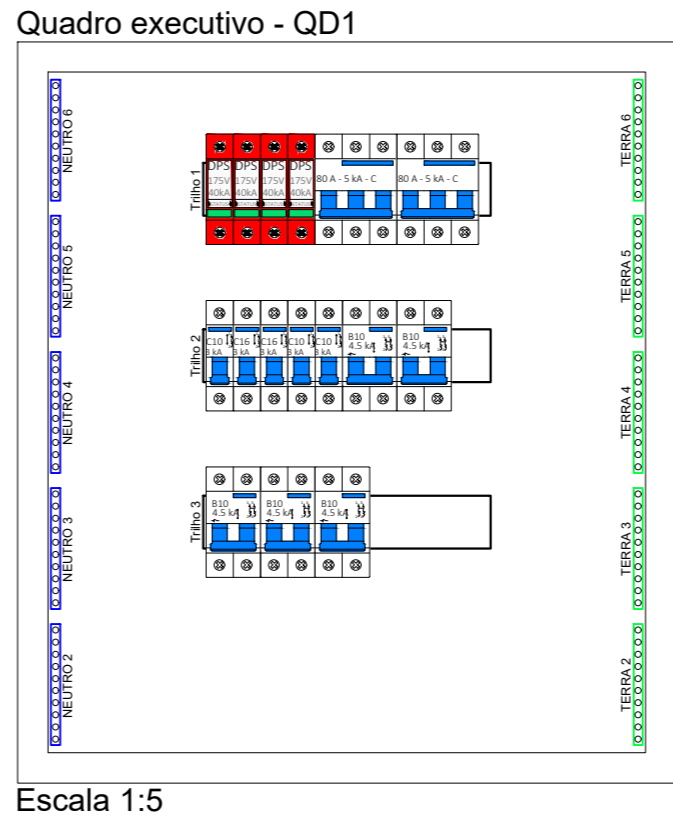 Quadro executivo - QD1
NEUTRO 6
NEUTRO 5
NEUTRO 4
NEUTRO 3
NEUTRO 2
Trilho 1
DPS DPS DPS DPS
175V 175V 175V 175V
40kA 40kA 40kA 40kA
80 A - 5 kA - C 80 A - 5 kA - C
Trilho 2
C10 C16 C16 C10 C10 B10 B10
3 kA 3 kA 3 kA 3 kA 3 kA 4.5 kA 4.5 kA
Trilho 3
B10 B10 B10
4.5 kA 4.5 kA 4.5 kA
TERRA 6
TERRA 5
TERRA 4
TERRA 3
TERRA 2
Escala 1:5